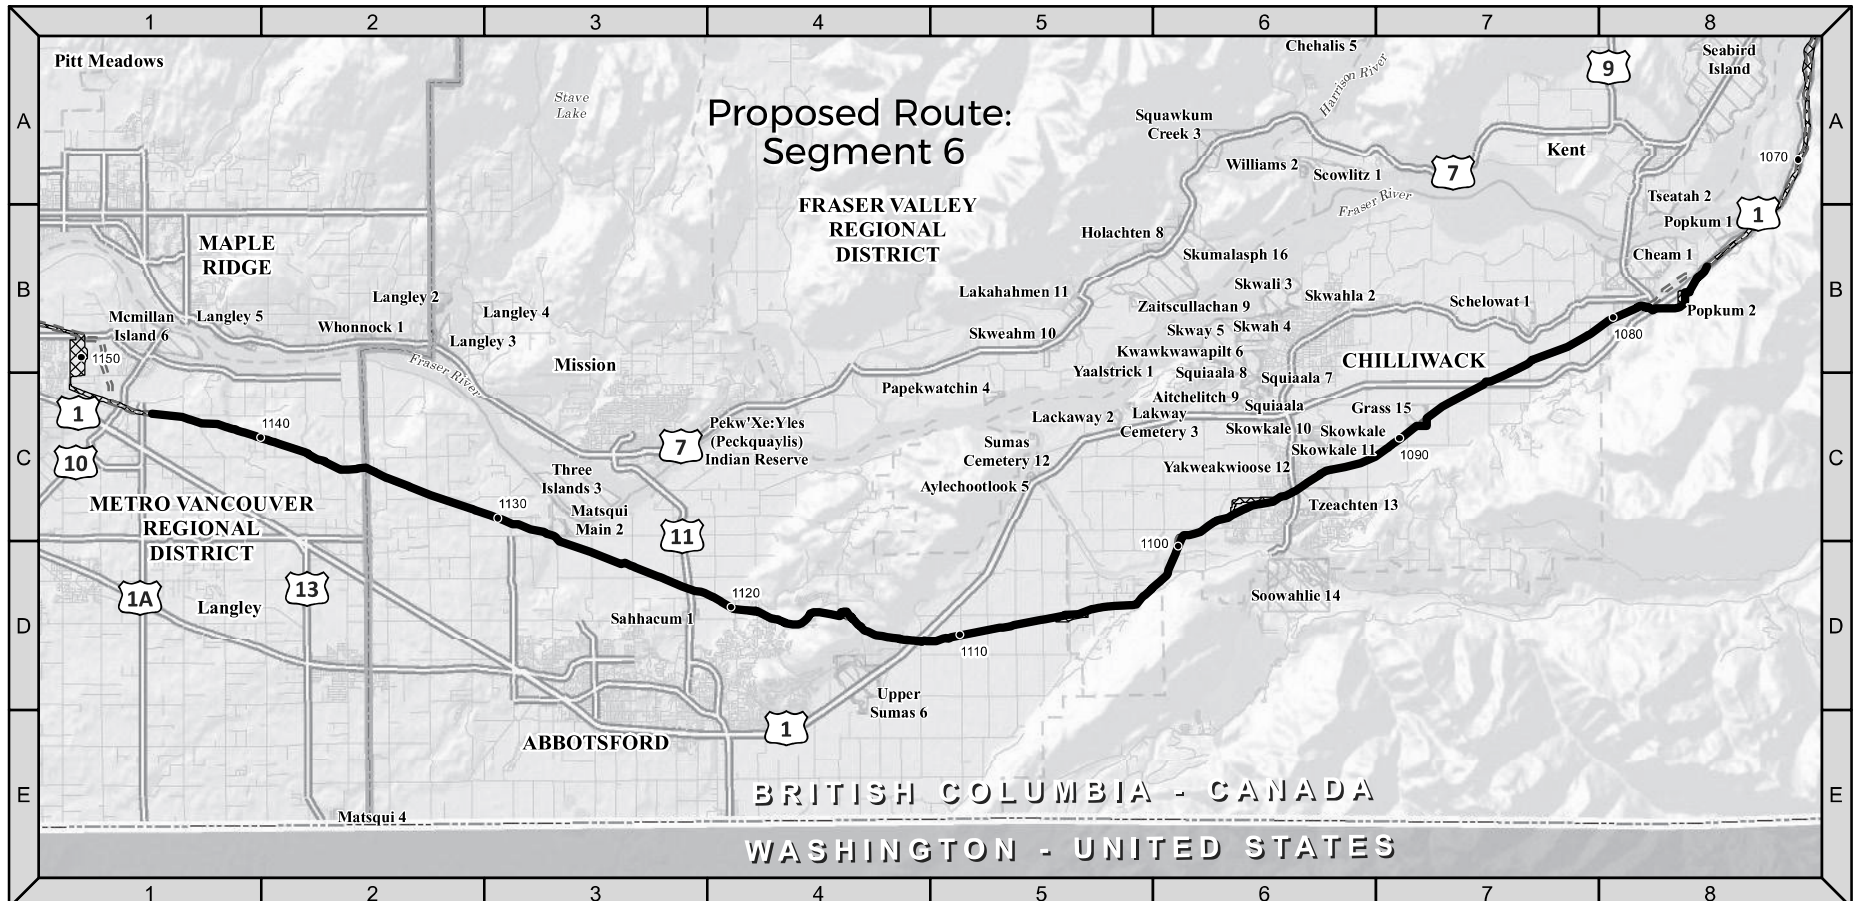 1 2 3 4 5 6 7 8
A
Pitt Meadows
Stave
Lake
Proposed Route:
Segment 6
FRASER VALLEY
REGIONAL
DISTRICT
Chehalis 5
Harrison River
Squawkum
Creek 3
Williams 2
Scowlitz 1
Fraser River
7
Kent
9
Seabird
Island
1070
Tseatah 2
Popkum 1
1
A
B
MAPLE
RIDGE
Mcmillan
Island 6
Langley 5
Whonnock 1
Langley 2
Langley 3
Langley 4
Mission
Fraser River
1150
Holachten 8
Lakahahmen 11
Skweahm 10
Skumalasph 16
Skwali 3
Zaitscullachan 9
Skwahla 2
Skway 5
Skwah 4
Kwawkwawapilt 6
Yaalstrick 1
Squiaala 8
Squiaala 7
Schelowat 1
CHILLIWACK
Cheam 1
Popkum 2
1080
B
C
1
10
1140
Papekwatchin 4
Aitchelitch 9
Squiaala
Lackaway 2
Lakway
Cemetery 3
Grass 15
Skowkale 10
Skowkale
Skowkale 11
1090
Pekw'Xe:Yles
(Peckquaylis)
Indian Reserve
7
Sumas
Cemetery 12
Aylechootlook 5
Yakweakwioose 12
Tzeachten 13
METRO VANCOUVER
REGIONAL
DISTRICT
1130
Three
Islands 3
Matsqui
Main 2
11
1100
C
D
1A
Langley
13
Sahhacum 1
1120
1110
Soowahlie 14
Upper
Sumas 6
D
E
ABBOTSFORD
1
Matsqui 4
BRITISH COLUMBIA - CANADA
WASHINGTON - UNITED STATES
E
1 2 3 4 5 6 7 8